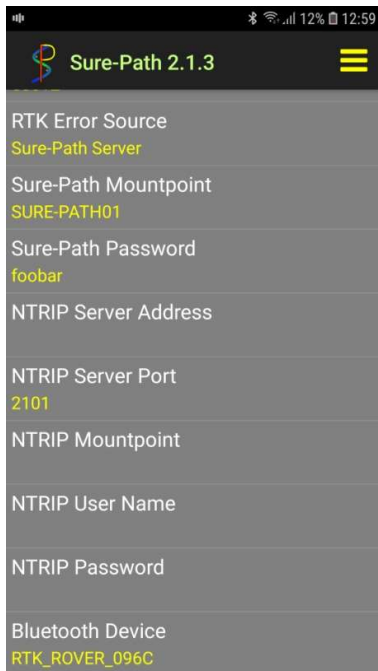 12% 12:59
Sure-Path 2.1.3
RTK Error Source
Sure-Path Server
Sure-Path Mountpoint
SURE-PATH01
Sure-Path Password
foobar
NTRIP Server Address
NTRIP Server Port
2101
NTRIP Mountpoint
NTRIP User Name
NTRIP Password
Bluetooth Device
RTK_ROVER_096C